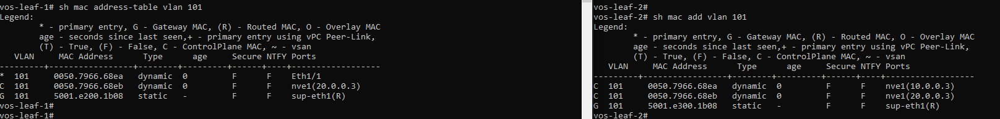 vos-leaf-1# sh mac address-table vlan 101
Legend:
        * - primary entry, G - Gateway MAC, (R) - Routed MAC, O - Overlay MAC
        age - seconds since last seen,+ - primary entry using vPC Peer-Link,
        (T) - True, (F) - False, C - ControlPlane MAC, ~ - vsan
   VLAN     MAC Address      Type      age     Secure NTFY Ports
---------+-----------------+--------+---------+------+----+------------------
*  101     0050.7966.68ea   dynamic  0         F      F    Eth1/1
C  101     0050.7966.68eb   dynamic  0         F      F    nve1(20.0.0.3)
G  101     5001.e200.1b08   static   -         F      F    sup-eth1(R)
vos-leaf-1#
vos-leaf-1#
vos-leaf-2#
vos-leaf-2# sh mac add vlan 101
Legend:
        * - primary entry, G - Gateway MAC, (R) - Routed MAC, O - Overlay MAC
        age - seconds since last seen,+ - primary entry using vPC Peer-Link,
        (T) - True, (F) - False, C - ControlPlane MAC, ~ - vsan
   VLAN     MAC Address      Type      age     Secure NTFY Ports
---------+-----------------+--------+---------+------+----+------------------
C  101     0050.7966.68ea   dynamic  0         F      F    nve1(10.0.0.3)
C  101     0050.7966.68eb   dynamic  0         F      F    nve1(20.0.0.3)
G  101     5001.e300.1b08   static   -         F      F    sup-eth1(R)
vos-leaf-2#